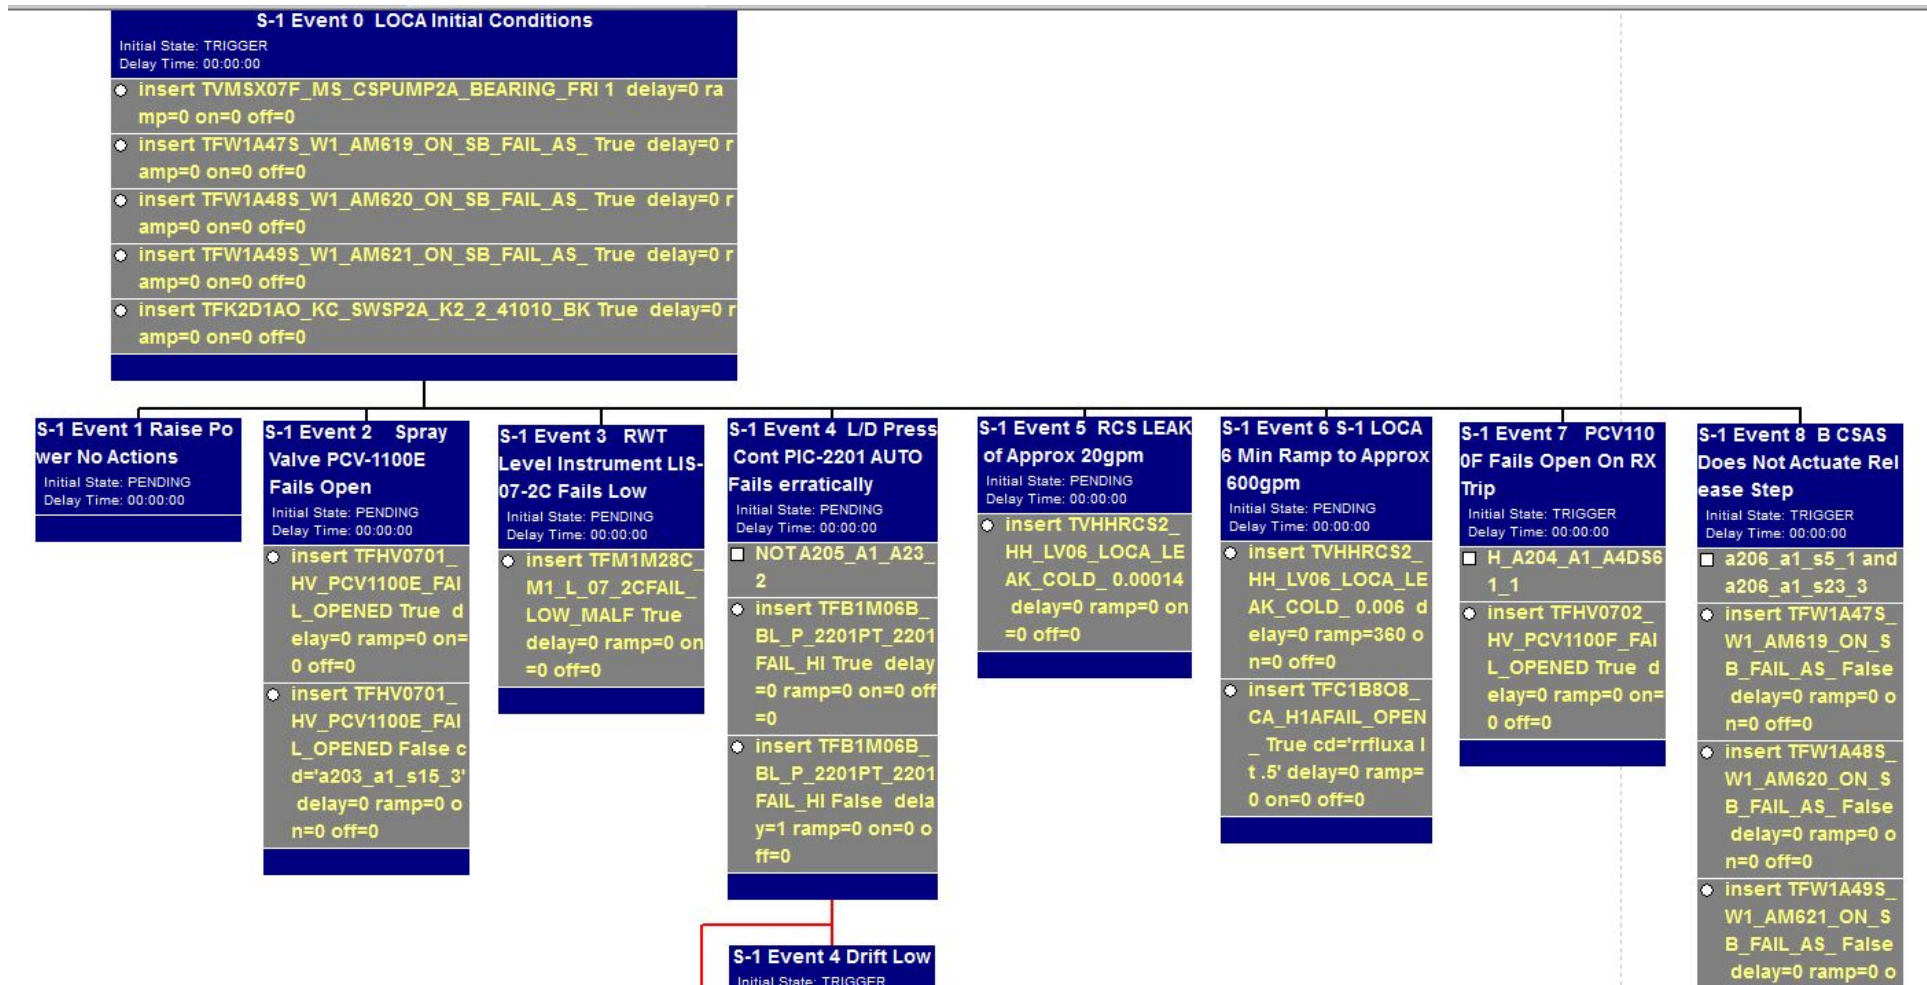 S-1 Event 0 LOCA Initial Conditions
Initial State: TRIGGER
Delay Time: 00:00:00
insert TVMSX07F_MS_CSPUMP2A_BEARING_FRI 1 delay=0 ra
mp=0 on=0 off=0
insert TFW1A47S_W1_AM619_ON_SB_FAIL_AS_ True delay=0 r
amp=0 on=0 off=0
insert TFW1A48S_W1_AM620_ON_SB_FAIL_AS_ True delay=0 r
amp=0 on=0 off=0
insert TFW1A49S_W1_AM621_ON_SB_FAIL_AS_ True delay=0 r
amp=0 on=0 off=0
insert TFK2D1AO_KC_SWSP2A_K2_2_41010_BK True delay=0 r
amp=0 on=0 off=0
S-1 Event 1 Raise Po
wer No Actions
Initial State: PENDING
Delay Time: 00:00:00
S-1 Event 2 Spray
Valve PCV-1100E
Fails Open
Initial State: PENDING
Delay Time: 00:00:00
insert TFHV0701_
HV_PCV1100E_FAI
L_OPENED True d
elay=0 ramp=0 on=
0 off=0
insert TFHV0701_
HV_PCV1100E_FAI
L_OPENED False c
d='a203_a1_s15_3'
delay=0 ramp=0 o
n=0 off=0
S-1 Event 3 RWT
Level Instrument LIS-
07-2C Fails Low
Initial State: PENDING
Delay Time: 00:00:00
insert TFM1M28C_
M1_L_07_2CFAIL_
LOW_MALF True
delay=0 ramp=0 on
=0 off=0
S-1 Event 4 L/D Press
Cont PIC-2201 AUTO
Fails erratically
Initial State: PENDING
Delay Time: 00:00:00
NOTA205_A1_A23_
2
insert TFB1M06B_
BL_P_2201PT_2201
FAIL_HI True delay
=0 ramp=0 on=0 off
=0
insert TFB1M06B_
BL_P_2201PT_2201
FAIL_HI False dela
y=1 ramp=0 on=0 o
ff=0
S-1 Event 4 Drift Low
Initial State: TRIGGER
S-1 Event 5 RCS LEAK
of Approx 20gpm
Initial State: PENDING
Delay Time: 00:00:00
insert TVHHRCS2_
HH_LV06_LOCA_LE
AK_COLD_ 0.00014
delay=0 ramp=0 on
=0 off=0
S-1 Event 6 S-1 LOCA
6 Min Ramp to Approx
600gpm
Initial State: PENDING
Delay Time: 00:00:00
insert TVHHRCS2_
HH_LV06_LOCA_LE
AK_COLD_ 0.006 d
elay=0 ramp=360 o
n=0 off=0
insert TFC1B8O8_
CA_H1AFAIL_OPEN
_ True cd='rrfluxa l
t .5' delay=0 ramp=
0 on=0 off=0
S-1 Event 7 PCV110
0F Fails Open On RX
Trip
Initial State: TRIGGER
Delay Time: 00:00:00
H_A204_A1_A4DS6
1_1
insert TFHV0702_
HV_PCV1100F_FAI
L_OPENED True d
elay=0 ramp=0 on=
0 off=0
S-1 Event 8 B CSAS
Does Not Actuate Rel
ease Step
Initial State: TRIGGER
Delay Time: 00:00:00
a206_a1_s5_1 and
a206_a1_s23_3
insert TFW1A47S_
W1_AM619_ON_S
B_FAIL_AS_ False
delay=0 ramp=0 o
n=0 off=0
insert TFW1A48S_
W1_AM620_ON_S
B_FAIL_AS_ False
delay=0 ramp=0 o
n=0 off=0
insert TFW1A49S_
W1_AM621_ON_S
B_FAIL_AS_ False
delay=0 ramp=0 o